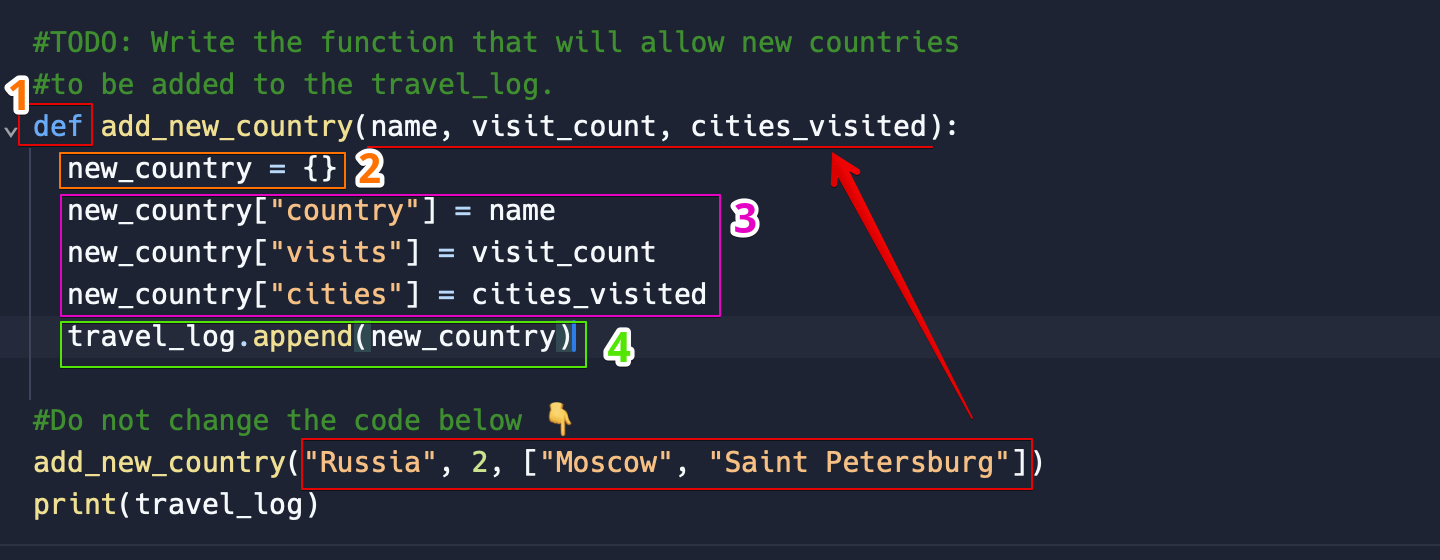 #TODO: Write the function that will allow new countries
#to be added to the travel_log.
1
def add_new_country(name, visit_count, cities_visited):
new_country = {} 2
new_country["country"] = name 3
new_country["visits"] = visit_count
new_country["cities"] = cities_visited
travel_log.append(new_country) 4
#Do not change the code below 👇
add_new_country("Russia", 2, ["Moscow", "Saint Petersburg"])
print(travel_log)